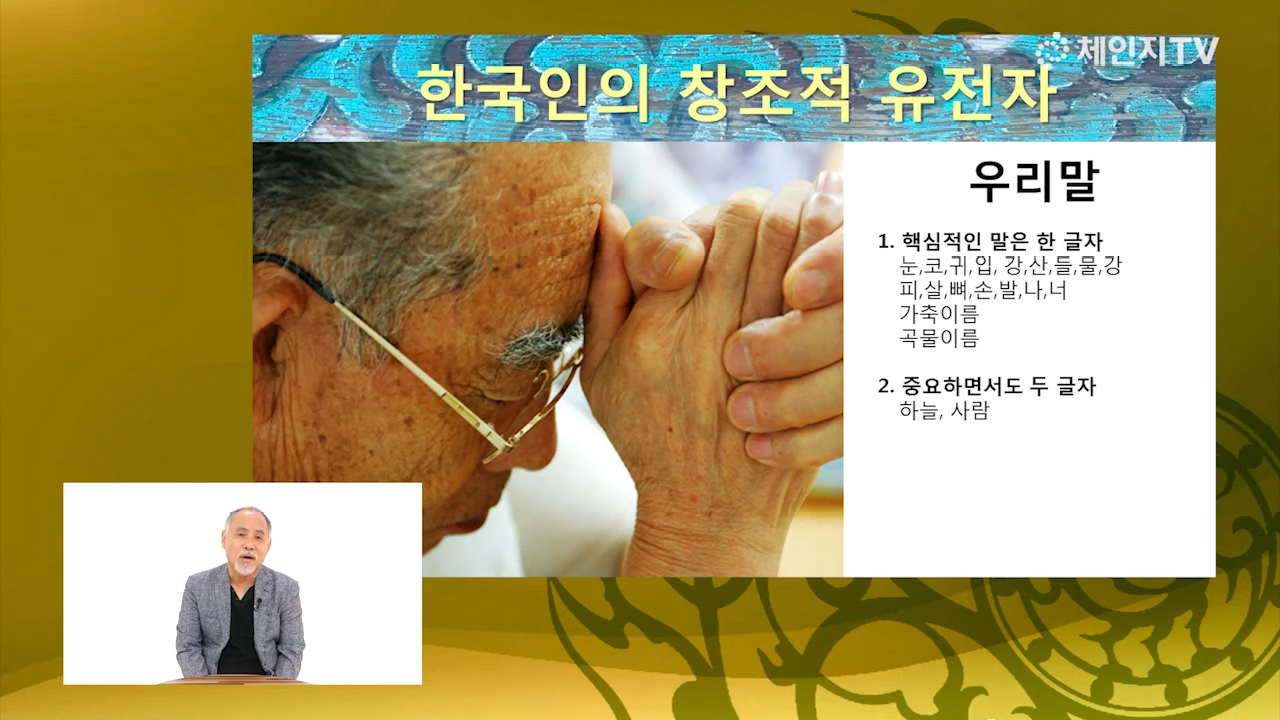 체인지TV
한국인의 창조적 유전자
우리말
1. 핵심적인 말은 한 글자
눈,코,귀,입, 강,산,들,물,강
피,살,뼈,손,발,나,너
가축이름
곡물이름
2. 중요하면서도 두 글자
하늘, 사람